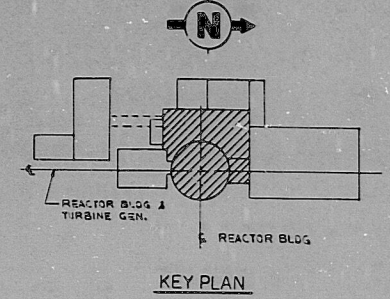 N
REACTOR BLDG &
TURBINE GEN.
REACTOR BLDG
KEY PLAN